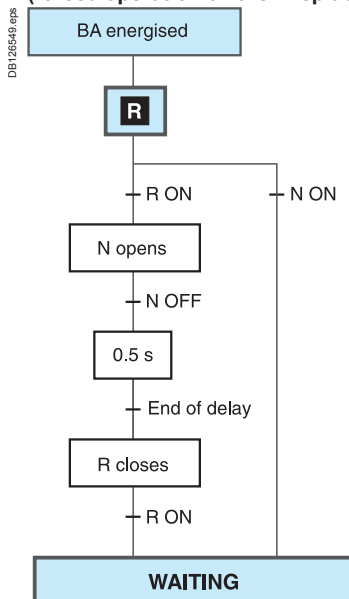 BA energised
DB126549.eps
R
R ON
N ON
N opens
N OFF
0.5 s
End of delay
R closes
R ON
WAITING